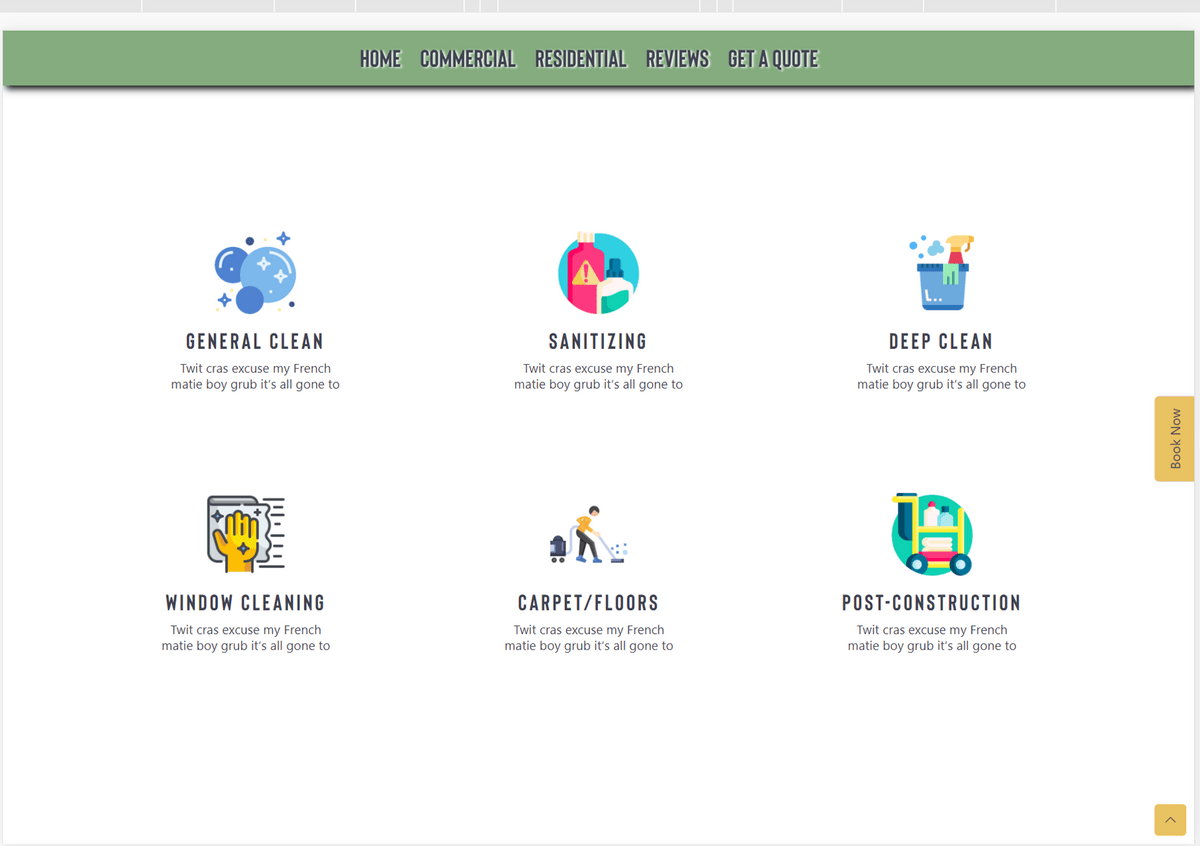 HOME COMMERCIAL RESIDENTIAL REVIEWS GET A QUOTE
GENERAL CLEAN
Twit cras excuse my French
matie boy grub it's all gone to
SANITIZING
Twit cras excuse my French
matie boy grub it's all gone to
DEEP CLEAN
Twit cras excuse my French
matie boy grub it's all gone to
Book Now
WINDOW CLEANING
Twit cras excuse my French
matie boy grub it's all gone to
CARPET/FLOORS
Twit cras excuse my French
matie boy grub it's all gone to
POST-CONSTRUCTION
Twit cras excuse my French
matie boy grub it's all gone to